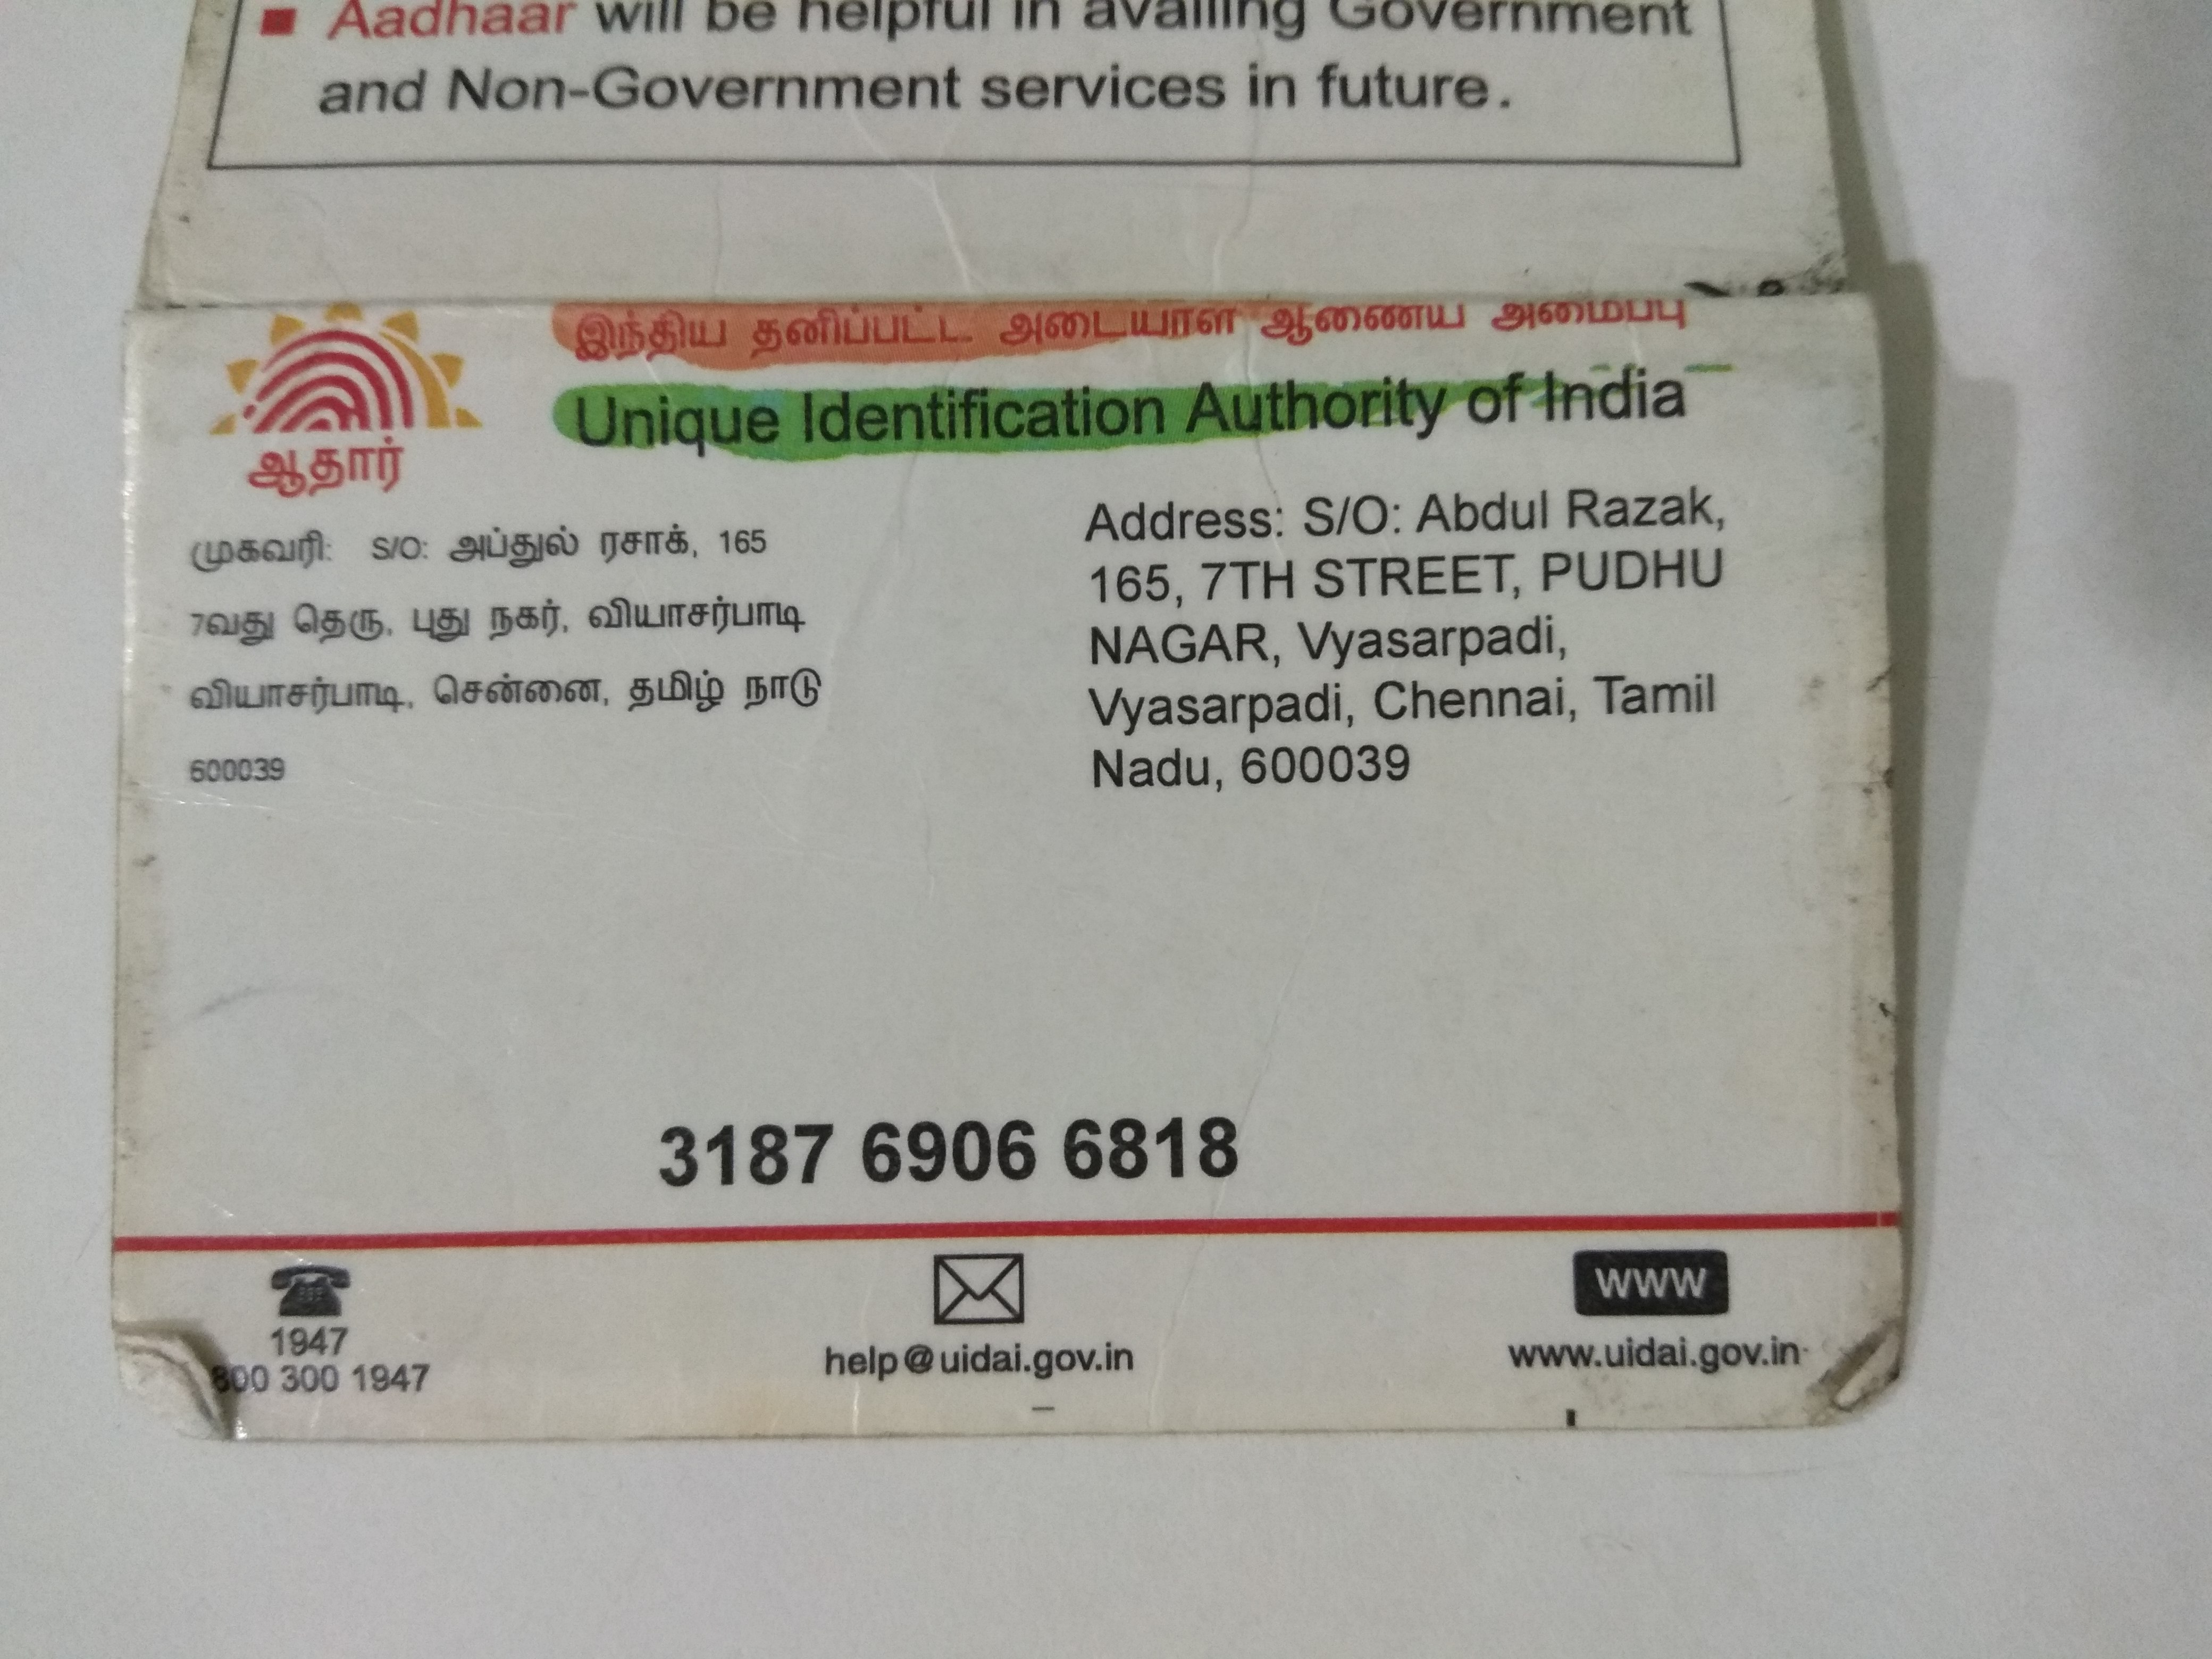 Aadhaar will be helpful in availing Government
and Non-Government services in future.
இந்திய தனிப்பட்ட அடையாள ஆணைய அமைப்பு
Unique Identification Authority of India
ஆதார்
முகவரி: S/O: அப்துல் ரசாக், 165
7வது தெரு, புது நகர், வியாசர்பாடி
வியாசர்பாடி, சென்னை, தமிழ் நாடு
600039
Address: S/O: Abdul Razak,
165, 7TH STREET, PUDHU
NAGAR, Vyasarpadi,
Vyasarpadi, Chennai, Tamil
Nadu, 600039
3187 6906 6818
1947
800 300 1947
help@uidai.gov.in
WWW
www.uidai.gov.in